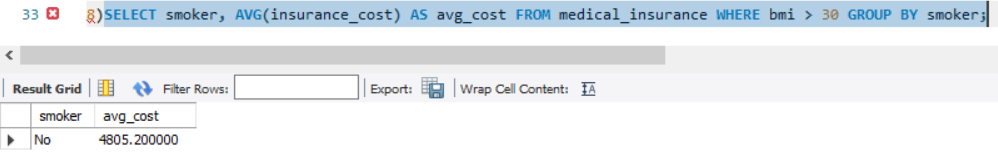 33 8)SELECT smoker, AVG(insurance_cost) AS avg_cost FROM medical_insurance WHERE bmi > 30 GROUP BY smoker;
Result Grid Filter Rows: Export: Wrap Cell Content: IA
smoker avg_cost
No 4805.200000